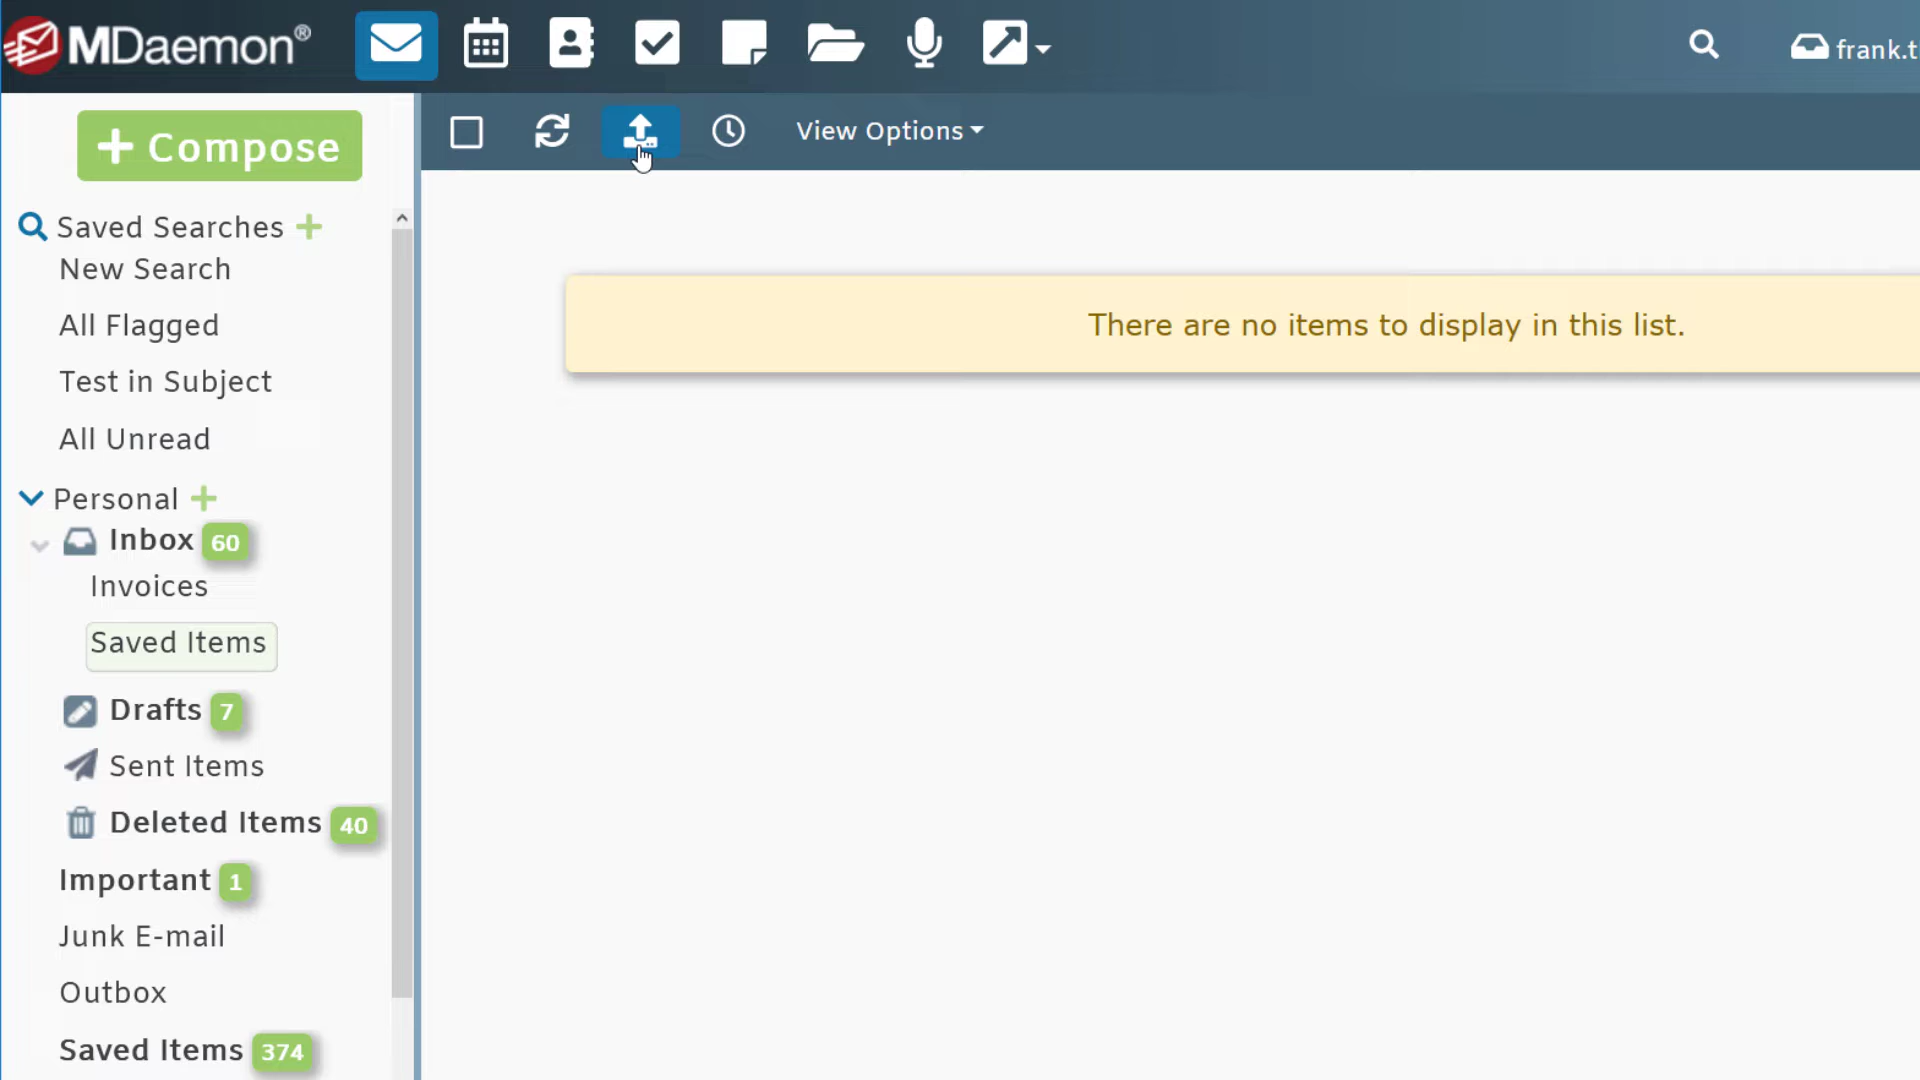 MDaemon®
frank.t
Compose
View Options
Saved Searches
New Search
All Flagged
Test in Subject
All Unread
Personal
Inbox 60
Invoices
Saved Items
Drafts 7
Sent Items
Deleted Items 40
Important 1
Junk E-mail
Outbox
Saved Items 374
There are no items to display in this list.